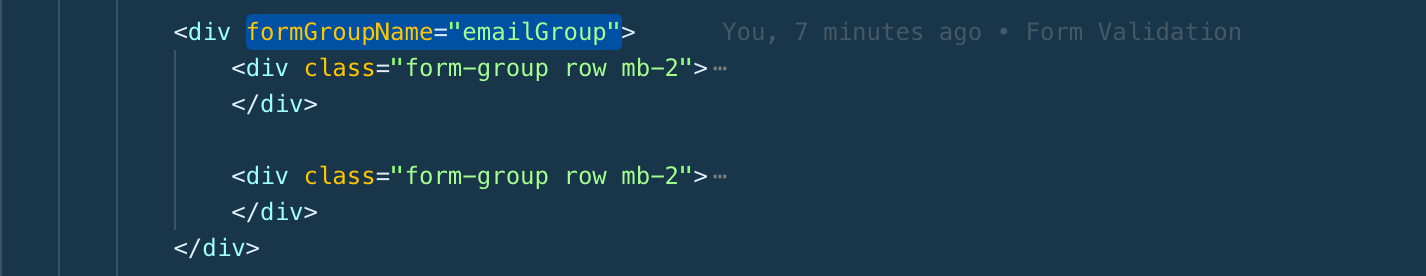 <div formGroupName="emailGroup"> You, 7 minutes ago • Form Validation
<div class="form-group row mb-2">⋯
</div>
<div class="form-group row mb-2">⋯
</div>
</div>